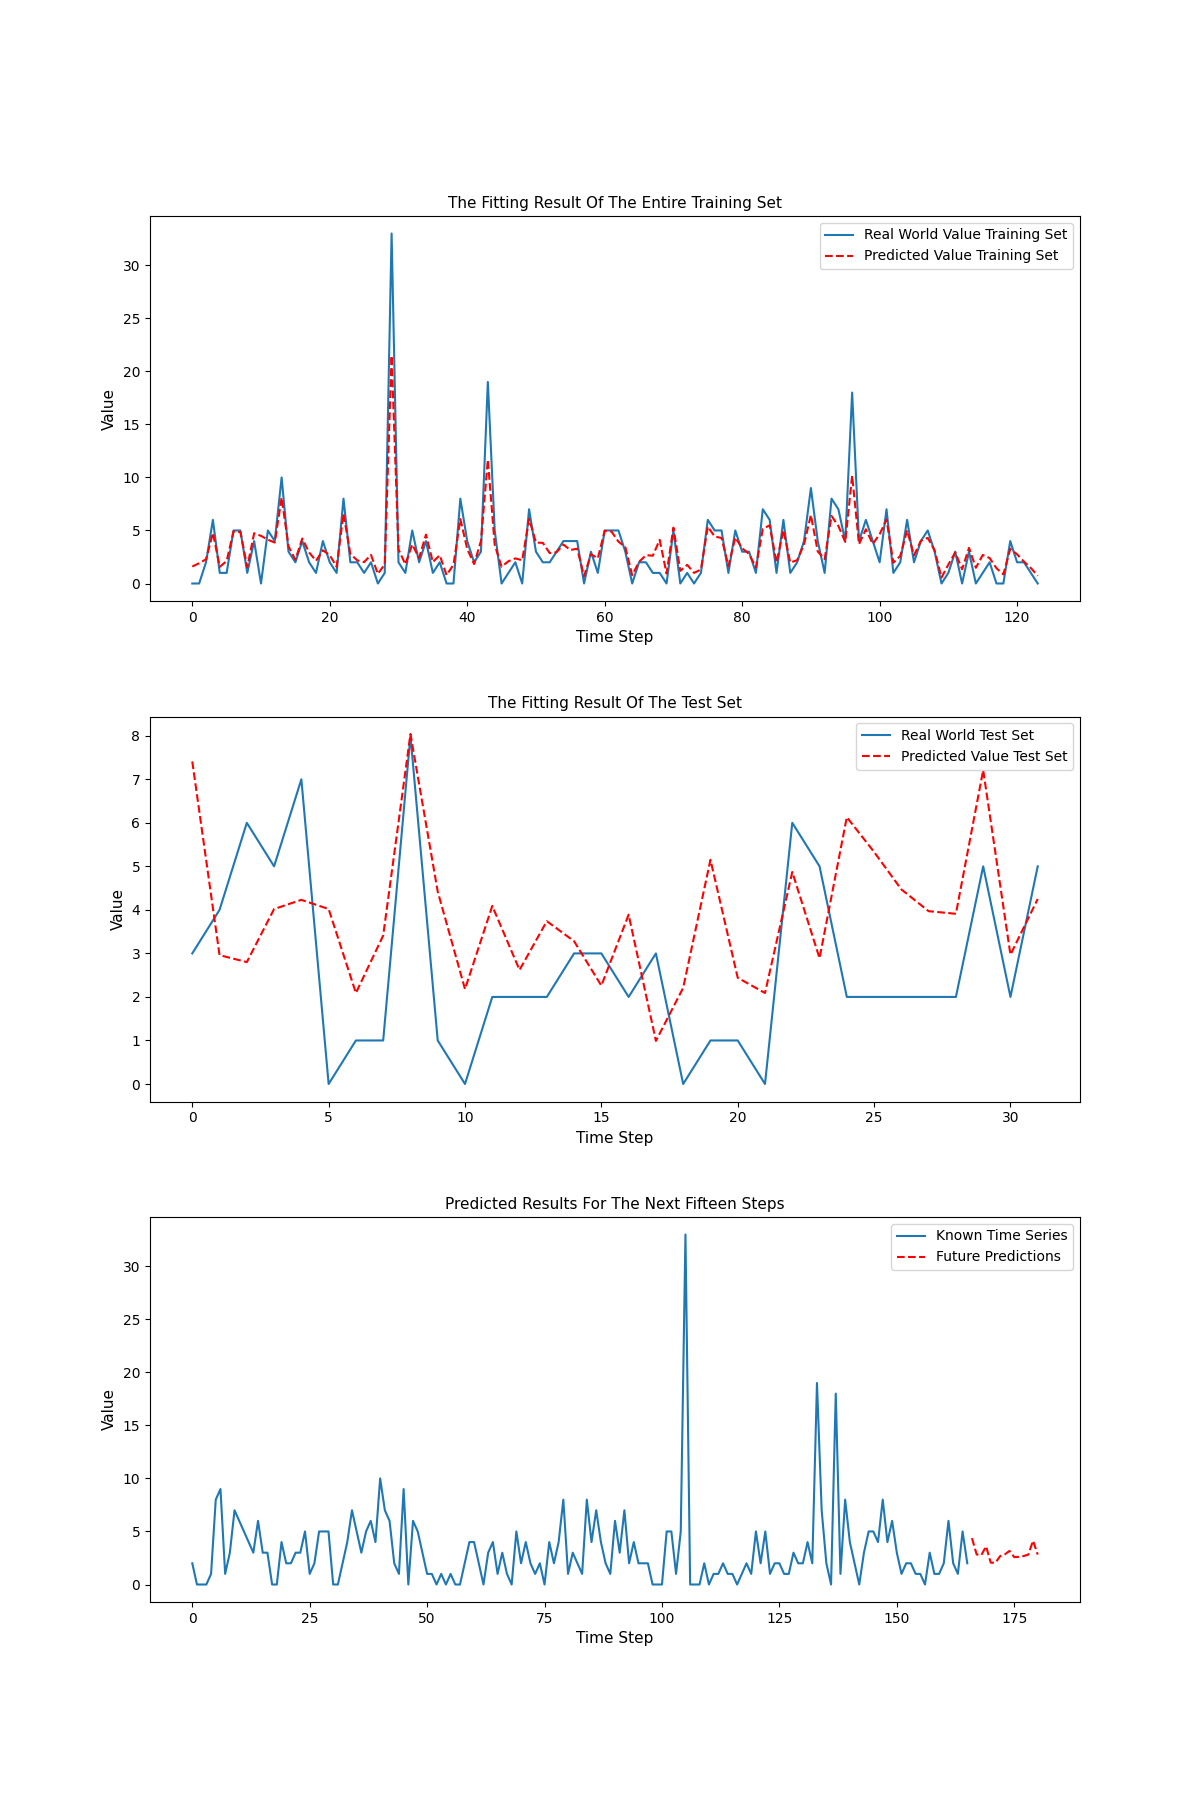 The Fitting Result Of The Entire Training Set
Real World Value Training Set
Predicted Value Training Set
30
25
20
15
10
5
0
Value
0 20 40 60 80 100 120
Time Step
The Fitting Result Of The Test Set
Real World Test Set
Predicted Value Test Set
8
7
6
5
4
3
2
1
0
Value
0 5 10 15 20 25 30
Time Step
Predicted Results For The Next Fifteen Steps
Known Time Series
Future Predictions
30
25
20
15
10
5
0
Value
0 25 50 75 100 125 150 175
Time Step